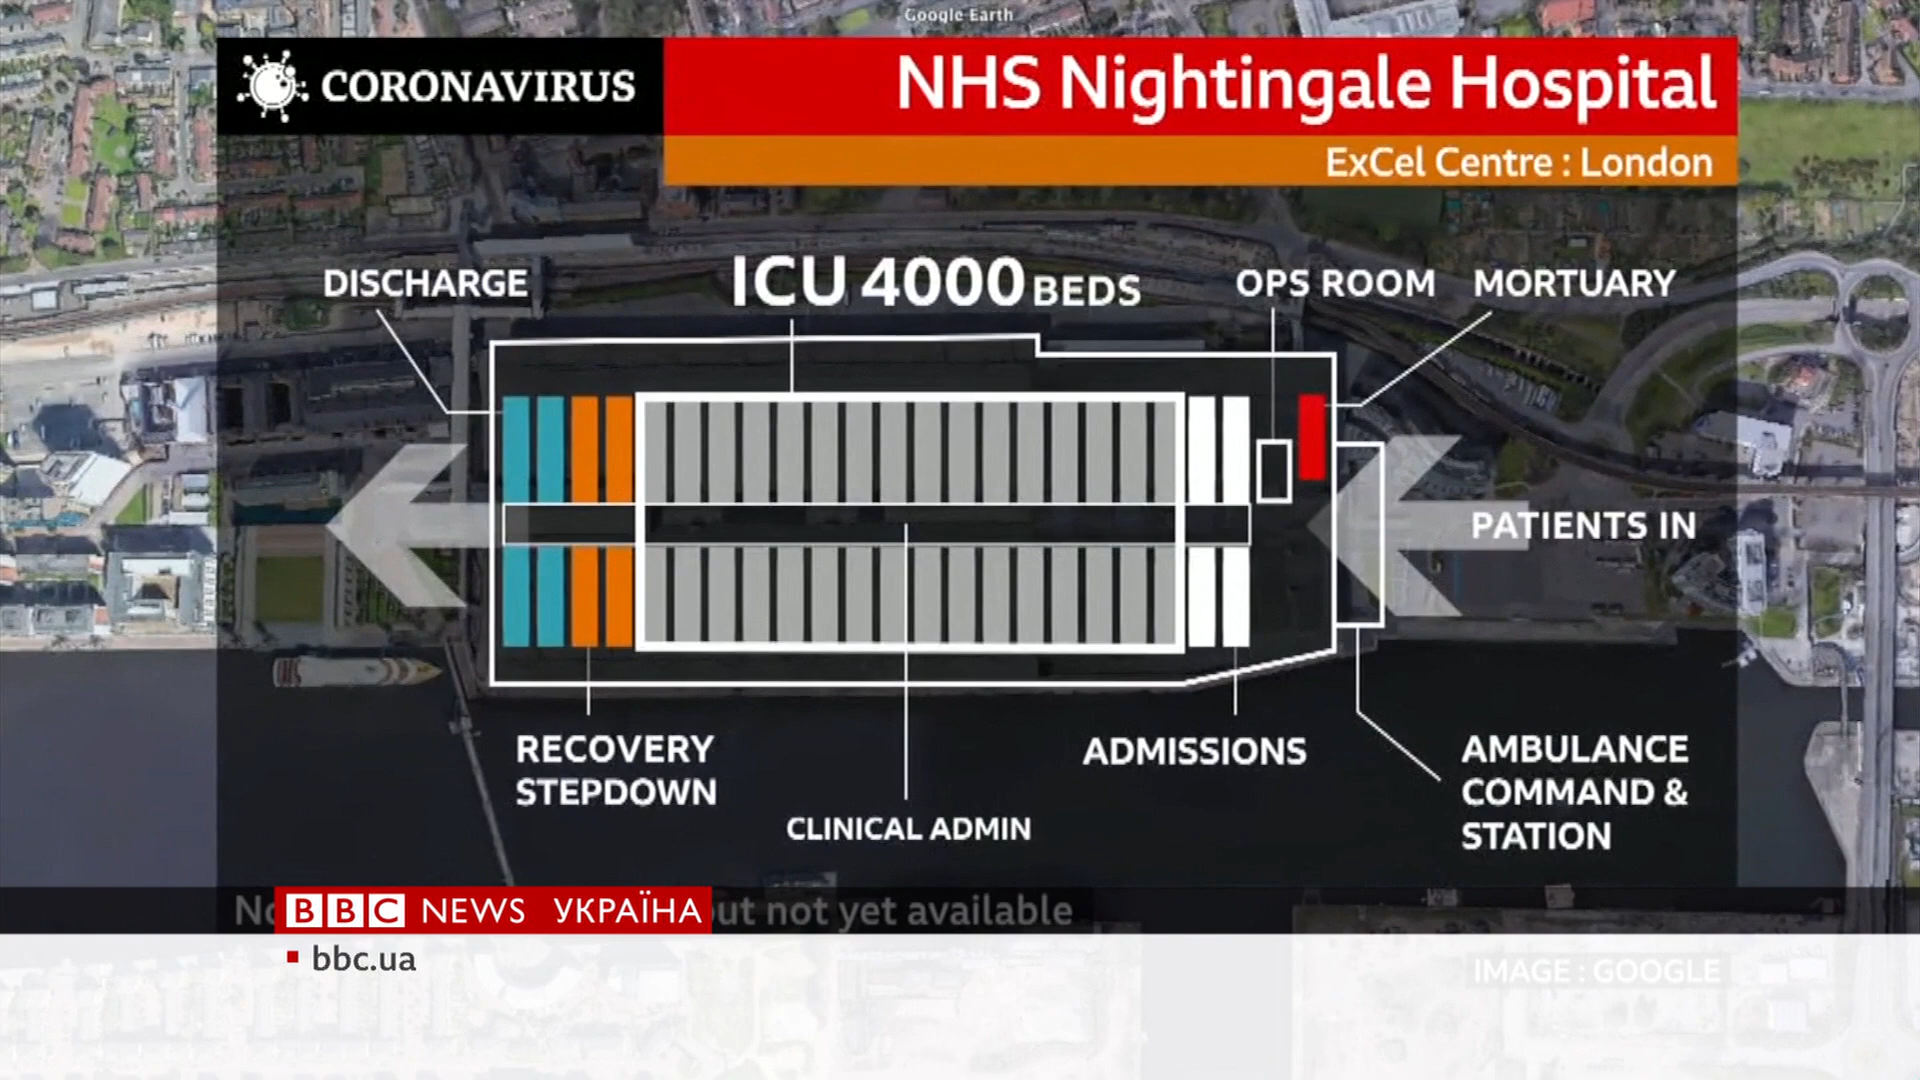 Google Earth
CORONAVIRUS
NHS Nightingale Hospital
ExCel Centre : London
DISCHARGE
ICU 4000 BEDS
OPS ROOM
MORTUARY
PATIENTS IN
RECOVERY
STEPDOWN
CLINICAL ADMIN
ADMISSIONS
AMBULANCE
COMMAND &
STATION
not yet available
BBC NEWS УКРАЇНА
bbc.ua
IMAGE : GOOGLE